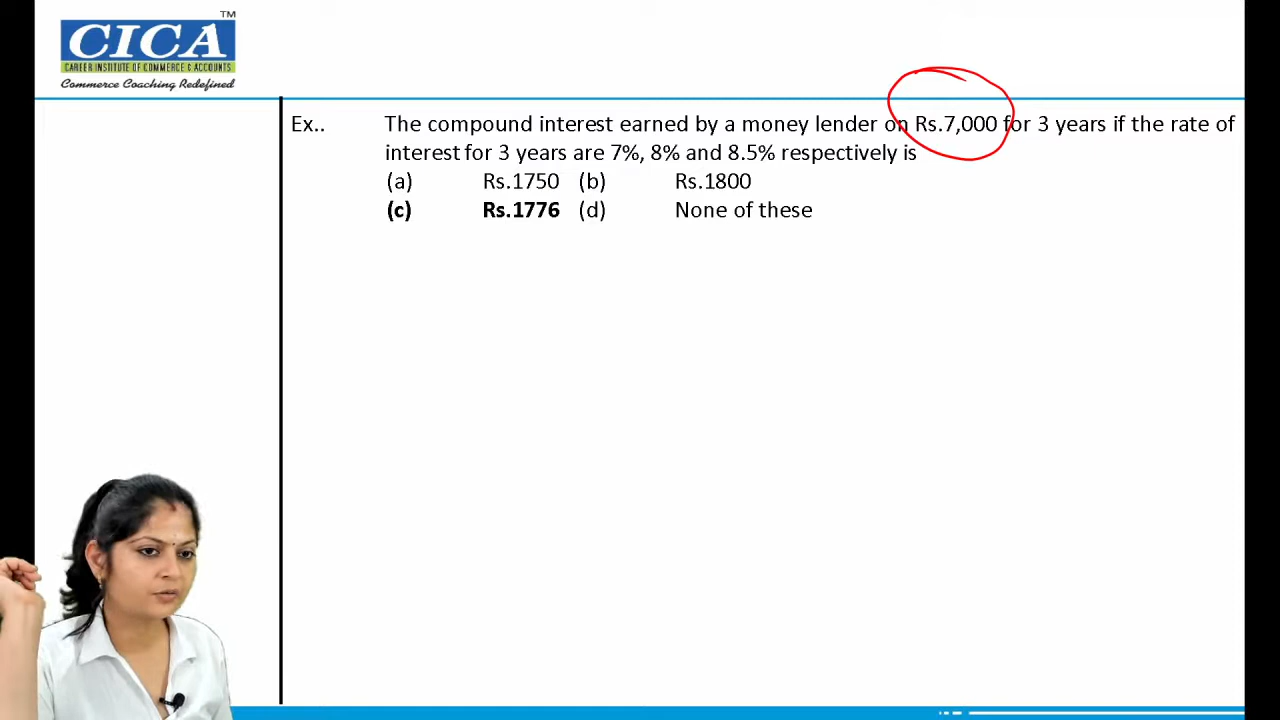 TM
CICA
CAREER INSTITUTE OF COMMERCE & ACCOUNTS
Commerce Coaching Redefined
Ex.. The compound interest earned by a money lender on Rs.7,000 for 3 years if the rate of
interest for 3 years are 7%, 8% and 8.5% respectively is
(a) Rs.1750 (b) Rs.1800
(c) Rs.1776 (d) None of these